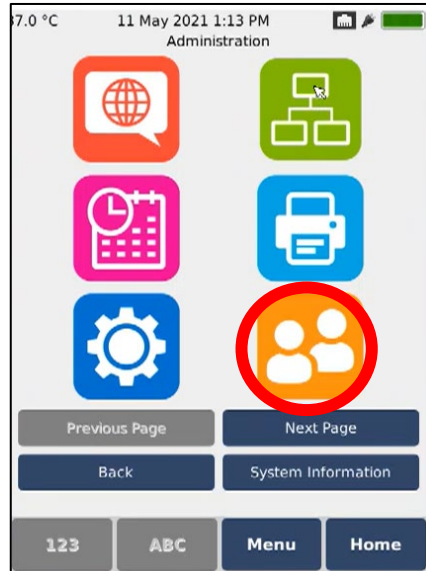 7.0 °C 11 May 2021 1:13 PM
Administration
Previous Page Next Page
Back System Information
123 ABC Menu Home